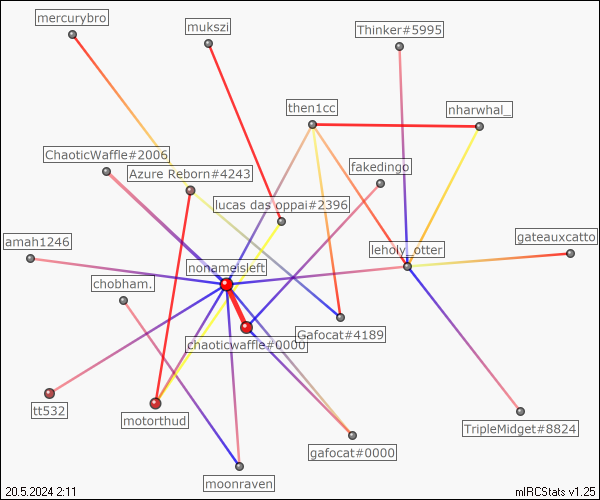 mercurybro
mukszi
Thinker#5995
then1cc
nharwhal_
ChaoticWaffle#2006
Azure Reborn#4243
fakedingo
lucas das oppai#2396
amah1246
leholy_otter
gateauxcatto
nonameisleft
chobham.
Gafocat#4189
chaoticwaffle#0000
tt532
motorthud
TripleMidget#8824
gafocat#0000
moonraven
20.5.2024 2:11
mIRCStats v1.25